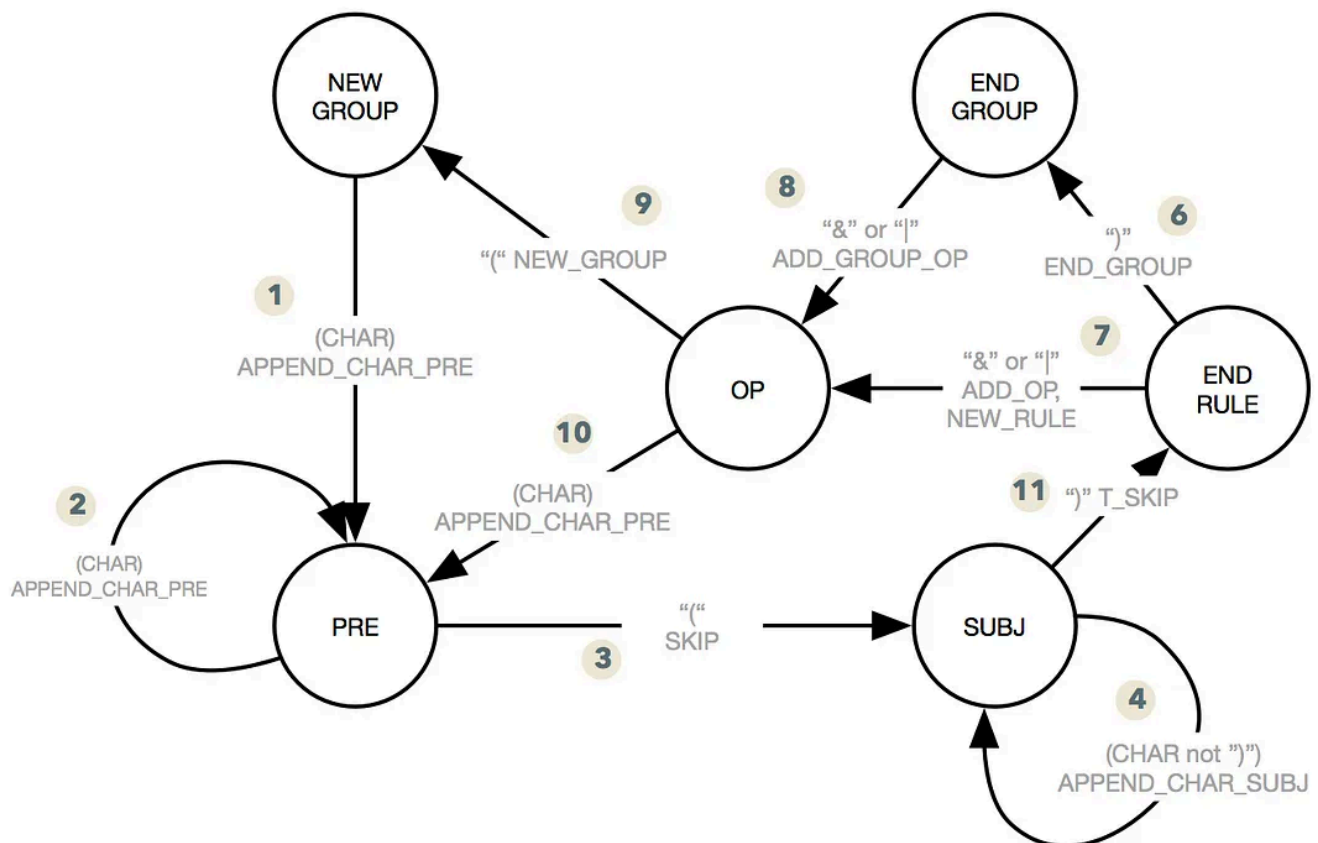 NEW
GROUP
END
GROUP
8
9
6
“&” or “|”
ADD_GROUP_OP
“(“ NEW_GROUP
“)”
END_GROUP
1
(CHAR)
APPEND_CHAR_PRE
7
“&” or “|”
ADD_OP,
NEW_RULE
OP
END
RULE
10
(CHAR)
APPEND_CHAR_PRE
11
“)” T_SKIP
2
(CHAR)
APPEND_CHAR_PRE
PRE
“(“
SKIP
3
SUBJ
4
(CHAR not ”)”)
APPEND_CHAR_SUBJ